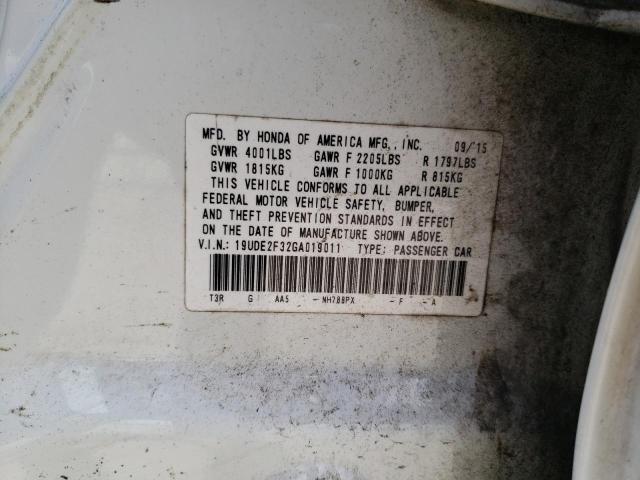 MFD. BY HONDA OF AMERICA MFG., INC. 09/15
GVWR 4001LBS GAWR F 2205LBS R 1797LBS
GVWR 1815KG GAWR F 1000KG R 815KG
THIS VEHICLE CONFORMS TO ALL APPLICABLE
FEDERAL MOTOR VEHICLE SAFETY, BUMPER,
AND THEFT PREVENTION STANDARDS IN EFFECT
ON THE DATE OF MANUFACTURE SHOWN ABOVE.
V.I.N.: 19UDE2F32GA019011 TYPE: PASSENGER CAR
T3R G AA5 -NH788PX -F -A